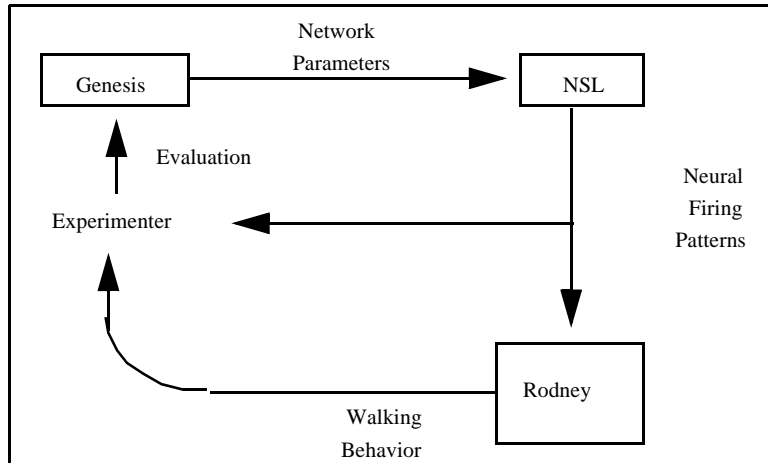 Network
Parameters
Genesis
NSL
Evaluation
Experimenter
Neural
Firing
Patterns
Rodney
Walking
Behavior